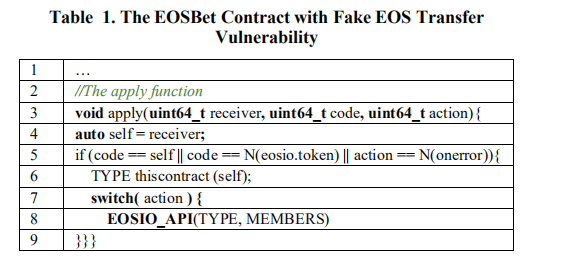 Table 1. The EOSBet Contract with Fake EOS Transfer
Vulnerability
1 …
2 //The apply function
3 void apply(uint64_t receiver, uint64_t code, uint64_t action){
4 auto self = receiver;
5 if (code == self || code == N(eosio.token) || action == N(onerror)){
6 TYPE thiscontract (self);
7 switch( action ) {
8 EOSIO_API(TYPE, MEMBERS)
9 }}}